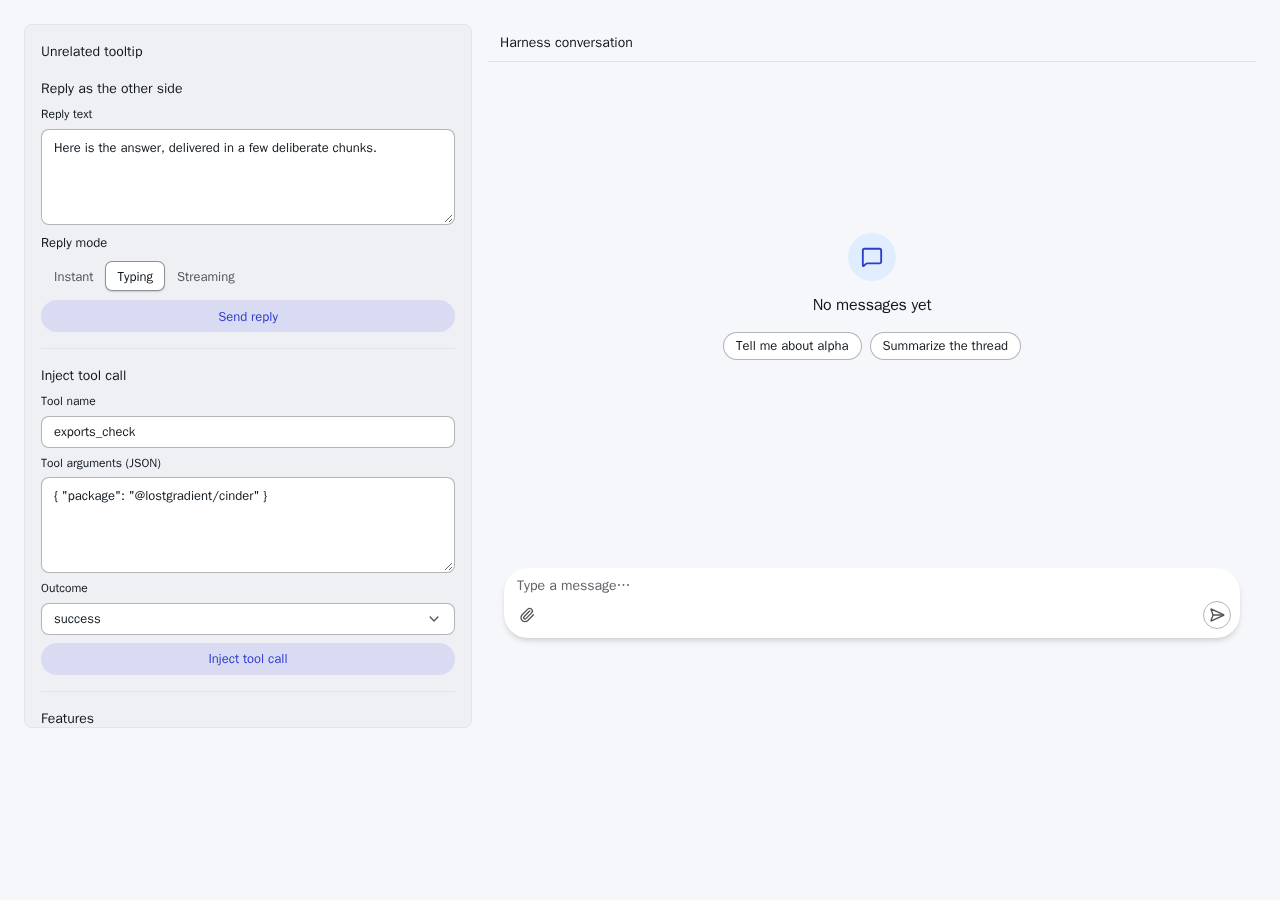 Unrelated tooltip
Reply as the other side
Reply text
Here is the answer, delivered in a few deliberate chunks.
Reply mode
Instant Typing Streaming
Send reply
Inject tool call
Tool name
exports_check
Tool arguments (JSON)
{ "package": "@lostgradient/cinder" }
Outcome
success
Inject tool call
Features
Harness conversation
No messages yet
Tell me about alpha Summarize the thread
Type a message…